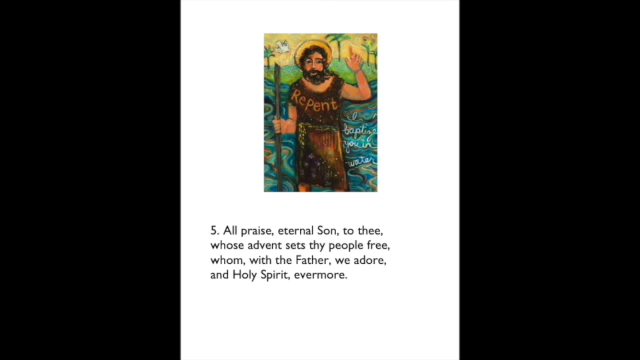 Repent
I
baptize
you in
water
5. All praise, eternal Son, to thee,
whose advent sets thy people free,
whom, with the Father, we adore,
and Holy Spirit, evermore.